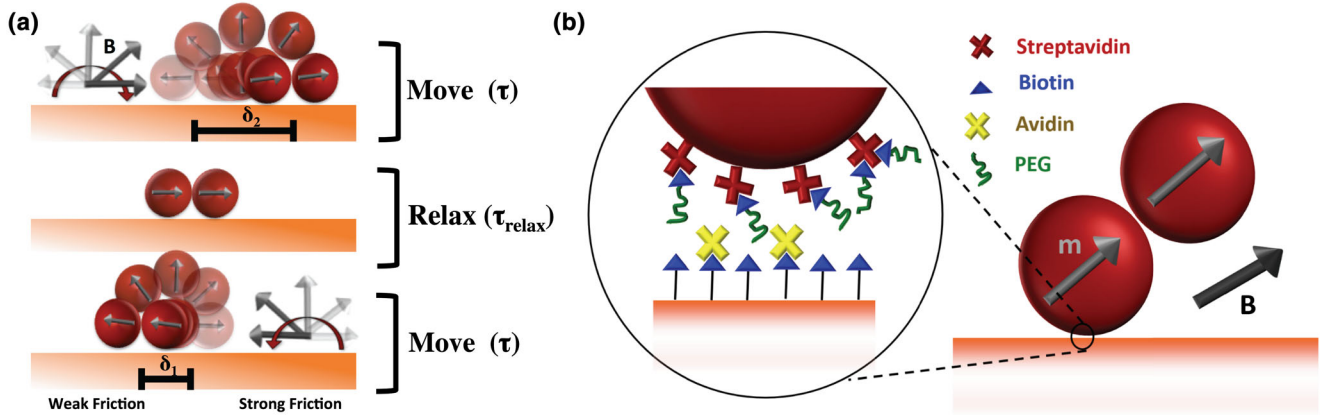 (a)
B
δ2
Move (τ)
Relax (τrelax)
δ1
Move (τ)
Weak Friction
Strong Friction
(b)
Streptavidin
Biotin
Avidin
PEG
m
B